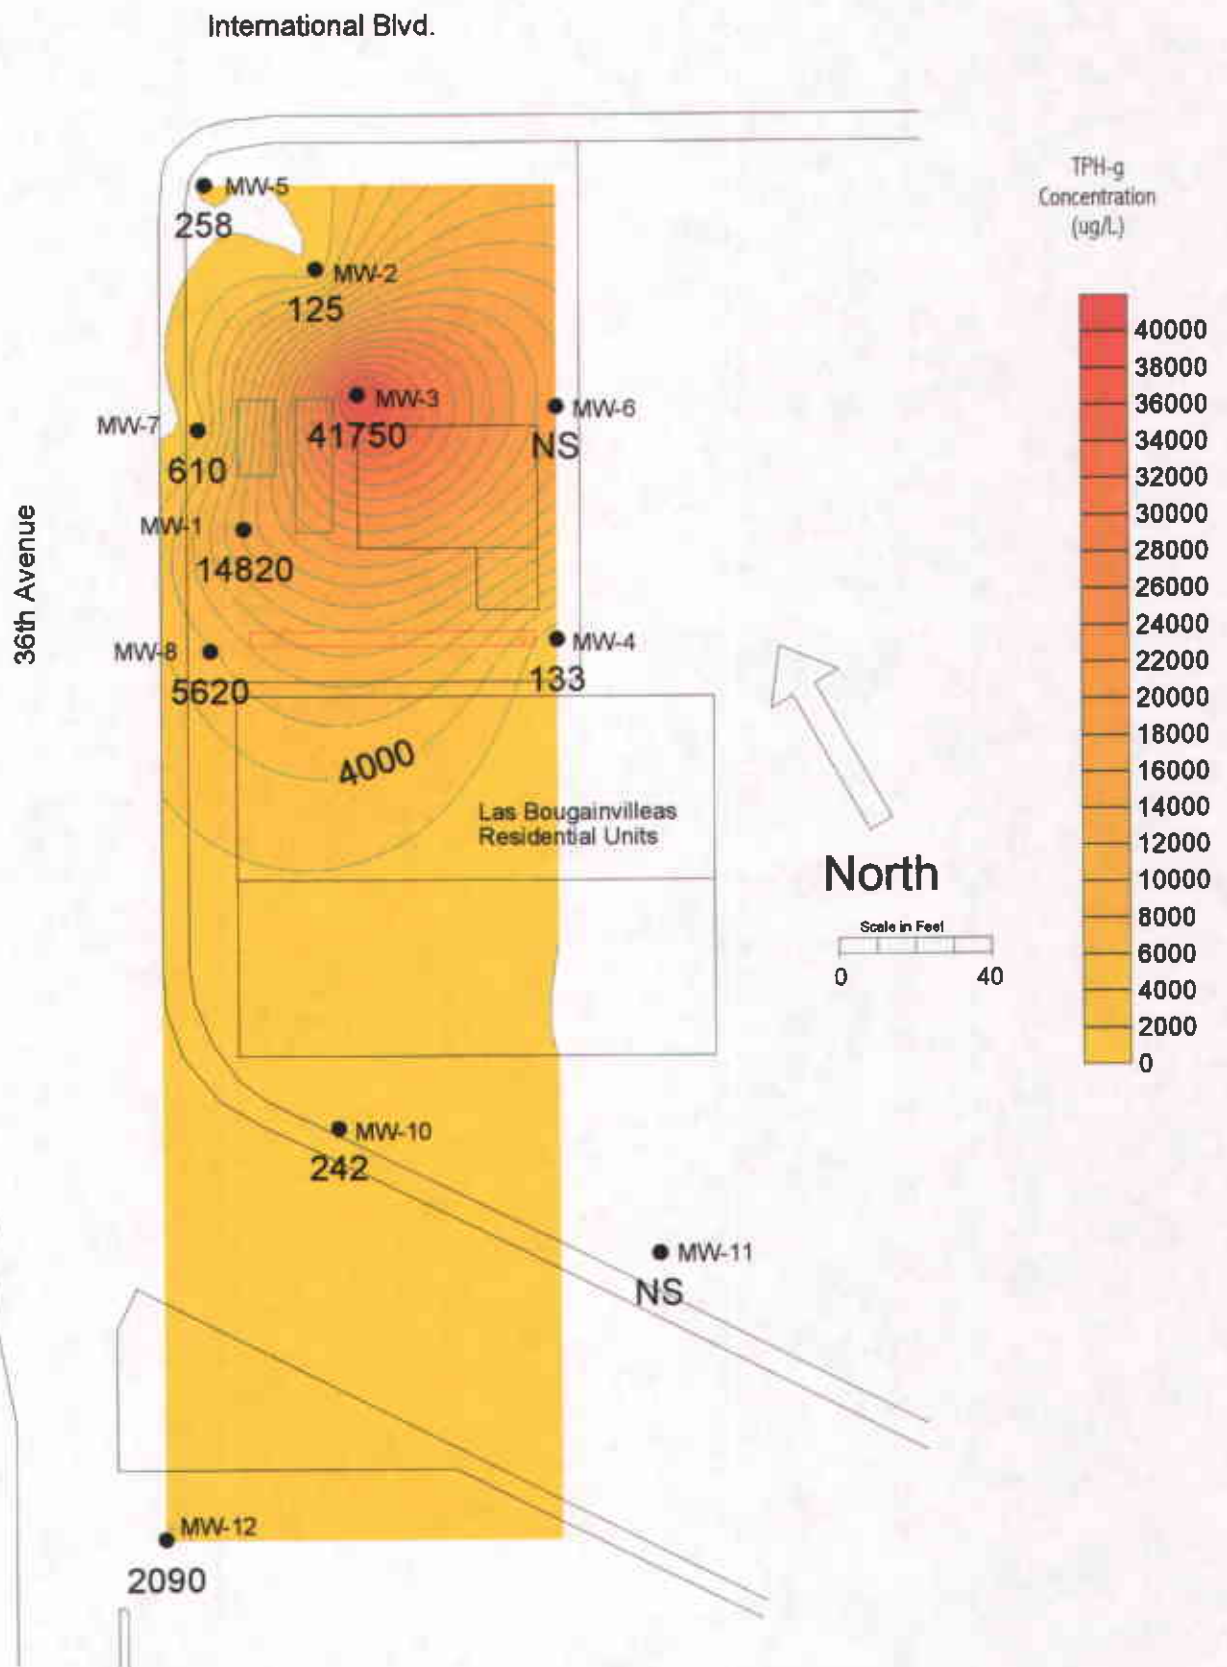 International Blvd.
TPH-g
Concentration
(ug/L)
MW-5
258
MW-2
125
MW-3
41750
MW-6
NS
MW-7
610
MW-1
14820
36th Avenue
MW-8
5620
MW-4
133
4000
Las Bougainvilleas
Residential Units
North
Scale in Feet
0
40
40000
38000
36000
34000
32000
30000
28000
26000
24000
22000
20000
18000
16000
14000
12000
10000
8000
6000
4000
2000
0
MW-10
242
MW-11
NS
MW-12
2090